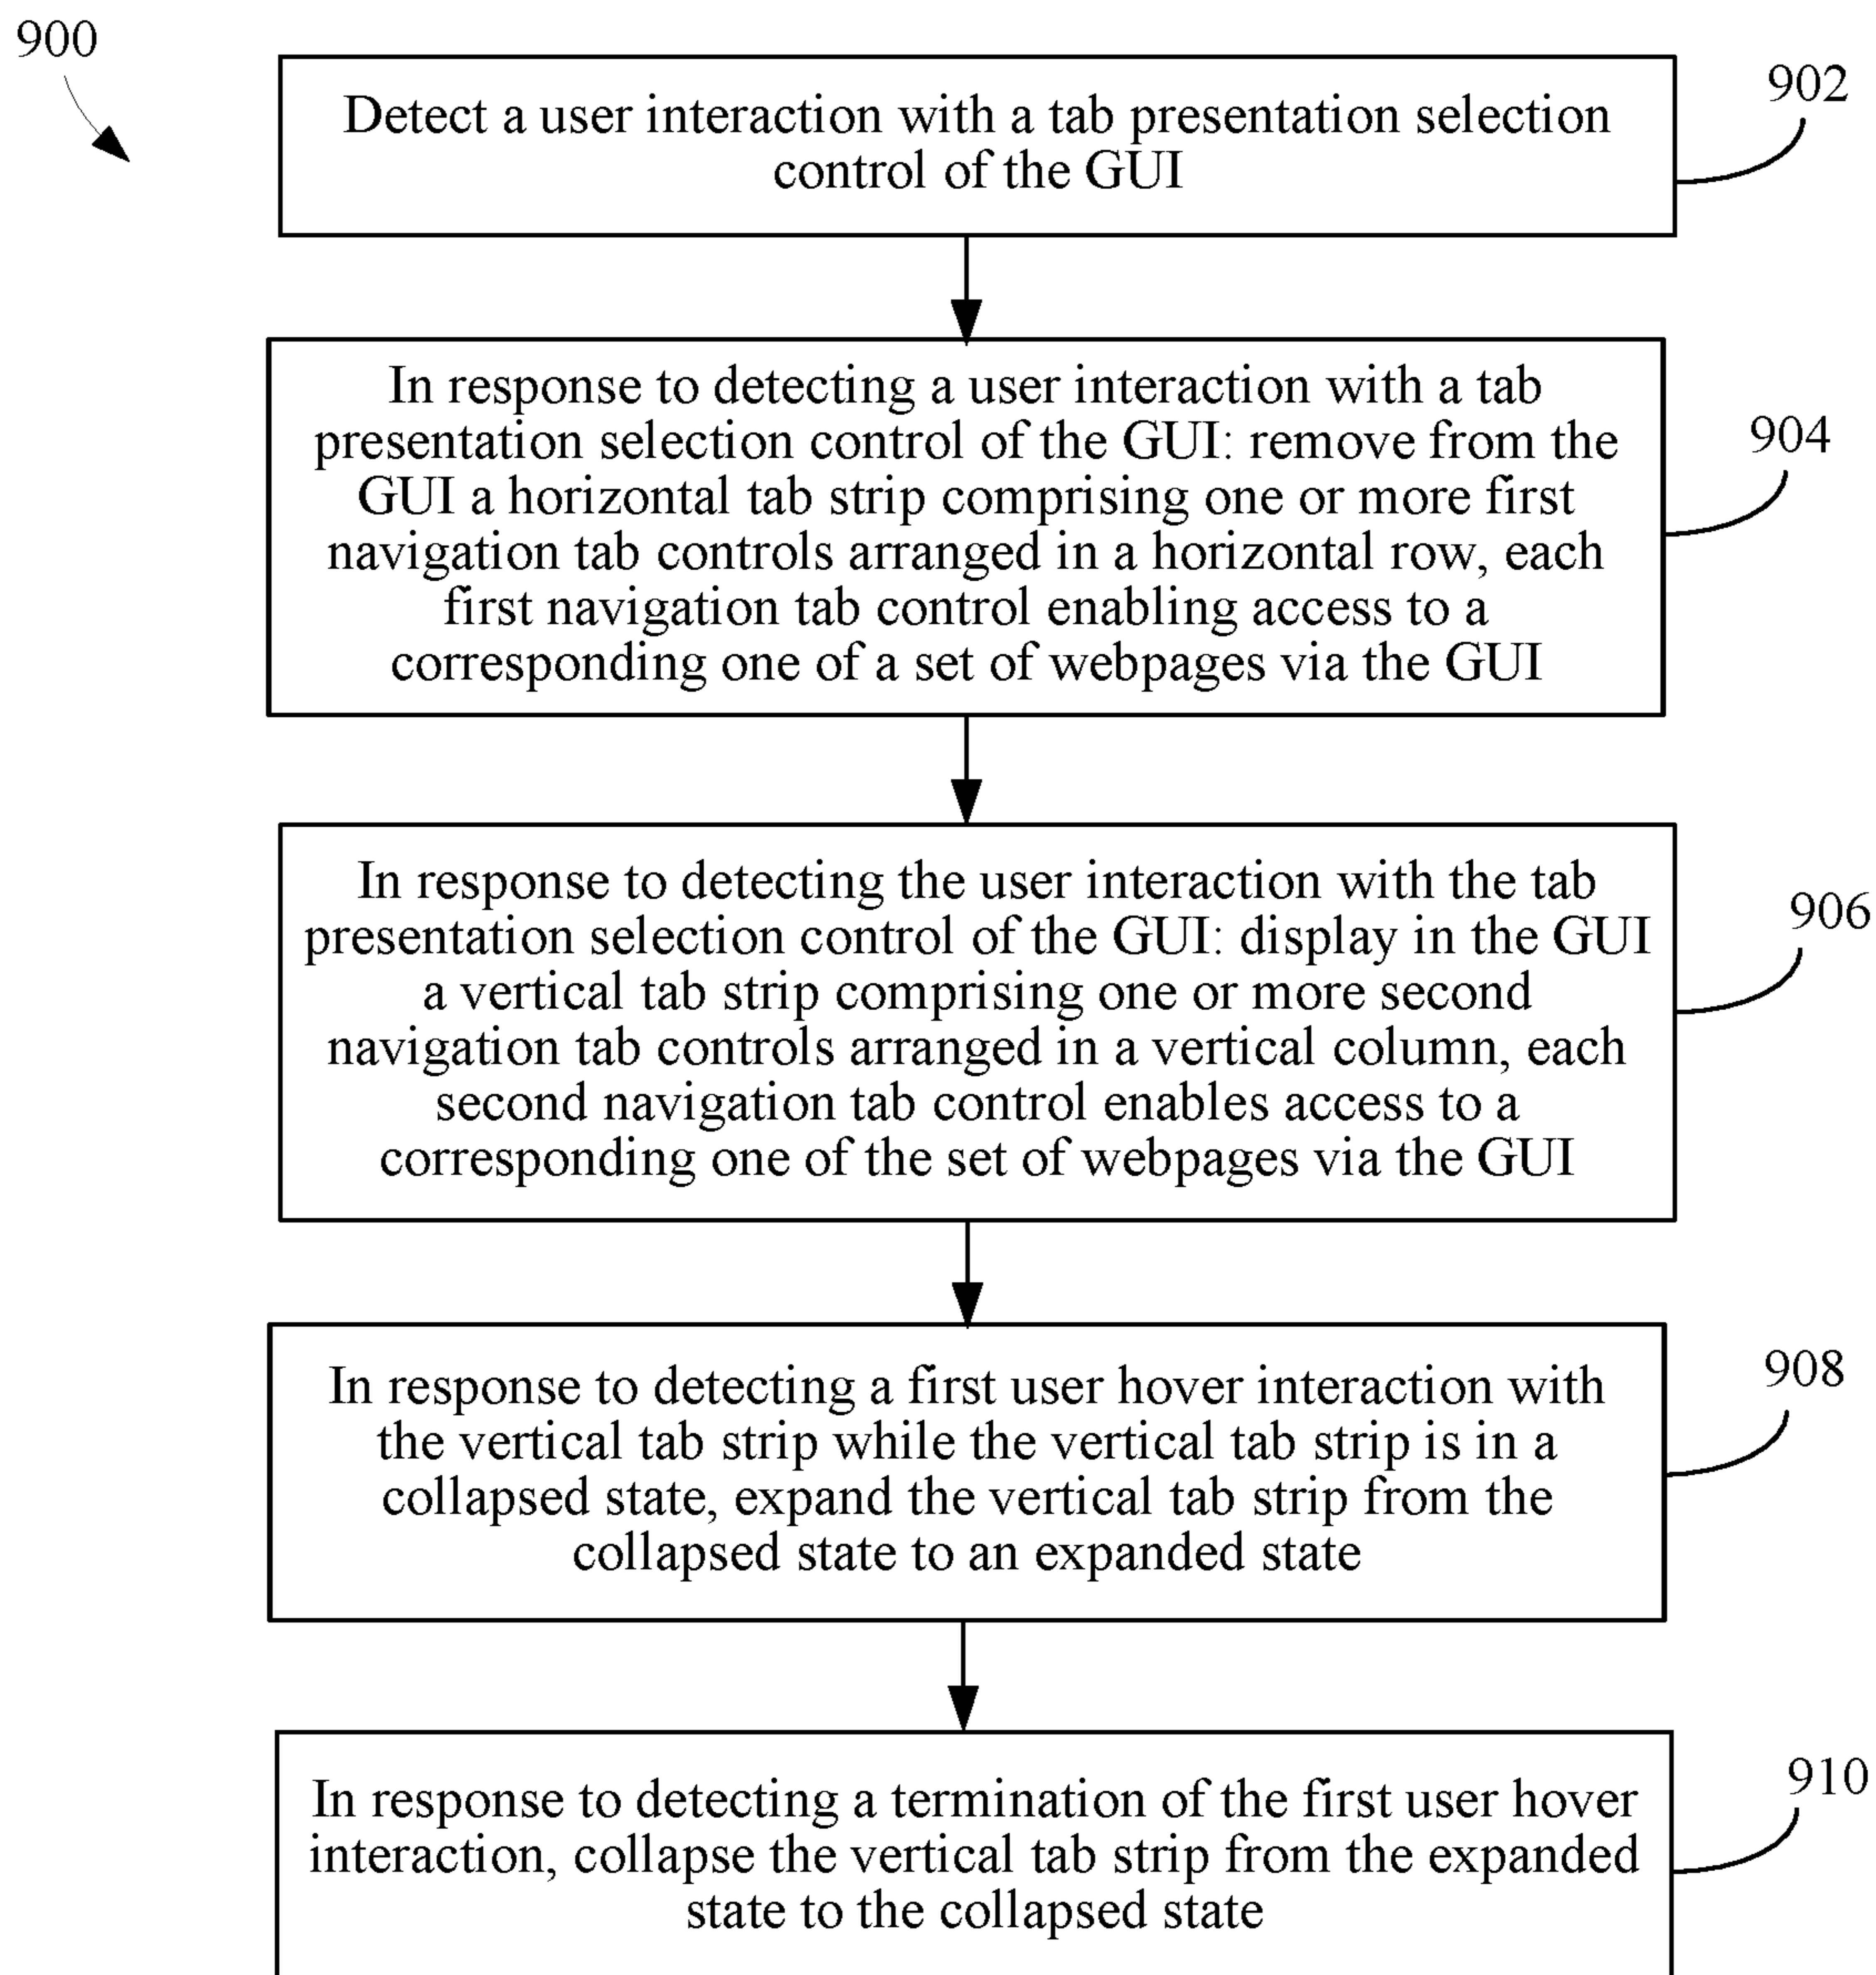 900
Detect a user interaction with a tab presentation selection
control of the GUI
902
In response to detecting a user interaction with a tab
presentation selection control of the GUI: remove from the
GUI a horizontal tab strip comprising one or more first
navigation tab controls arranged in a horizontal row, each
first navigation tab control enabling access to a
corresponding one of a set of webpages via the GUI
904
In response to detecting the user interaction with the tab
presentation selection control of the GUI: display in the GUI
a vertical tab strip comprising one or more second
navigation tab controls arranged in a vertical column, each
second navigation tab control enables access to a
corresponding one of the set of webpages via the GUI
906
In response to detecting a first user hover interaction with
the vertical tab strip while the vertical tab strip is in a
collapsed state, expand the vertical tab strip from the
collapsed state to an expanded state
908
In response to detecting a termination of the first user hover
interaction, collapse the vertical tab strip from the expanded
state to the collapsed state
910